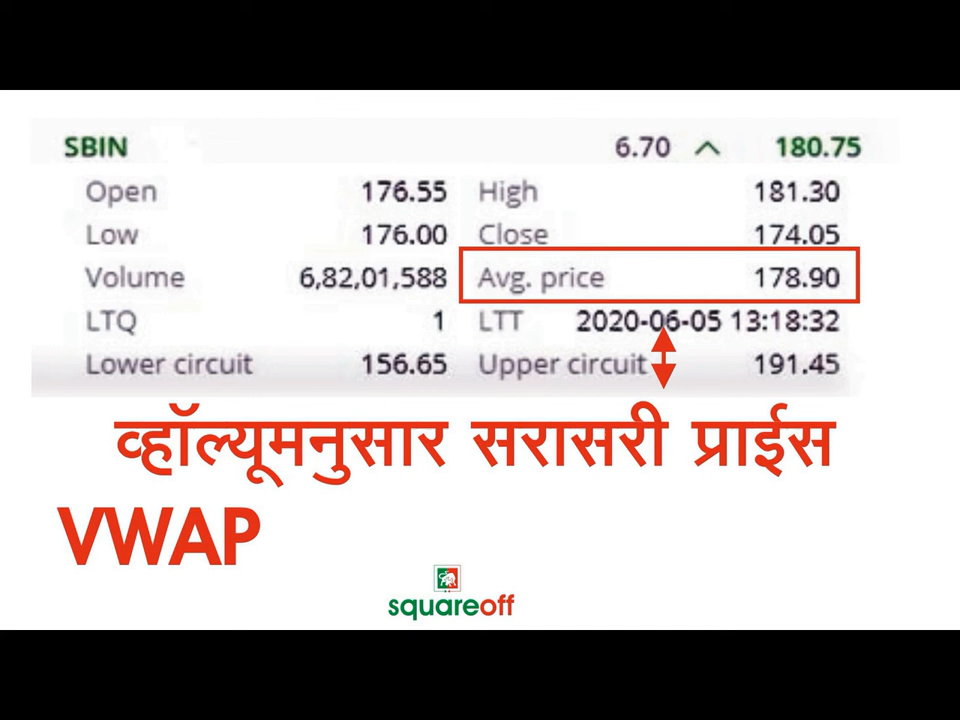 SBIN 6.70 ^ 180.75
Open 176.55 High 181.30
Low 176.00 Close 174.05
Volume 6,82,01,588 Avg. price 178.90
LTQ 1 LTT 2020-06-05 13:18:32
Lower circuit 156.65 Upper circuit 191.45
व्हॉल्यूमनुसार सरासरी प्राईस
VWAP
squareoff